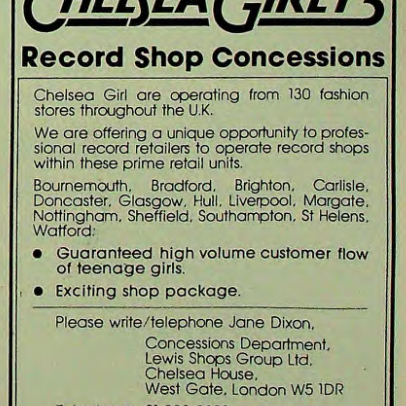 CHELSEA GIRL
Record Shop Concessions
Chelsea Girl are operating from 130 fashion
stores throughout the U.K.
We are offering a unique opportunity to profes-
sional record retailers to operate record shops
within these prime retail units.
Bournemouth, Bradford, Brighton, Carlisle,
Doncaster, Glasgow, Hull, Liverpool, Margate,
Nottingham, Sheffield, Southampton, St Helens,
Watford:
● Guaranteed high volume customer flow
of teenage girls.
● Exciting shop package.
Please write/telephone Jane Dixon,
Concessions Department,
Lewis Shops Group Ltd,
Chelsea House,
West Gate, London W5 1DR